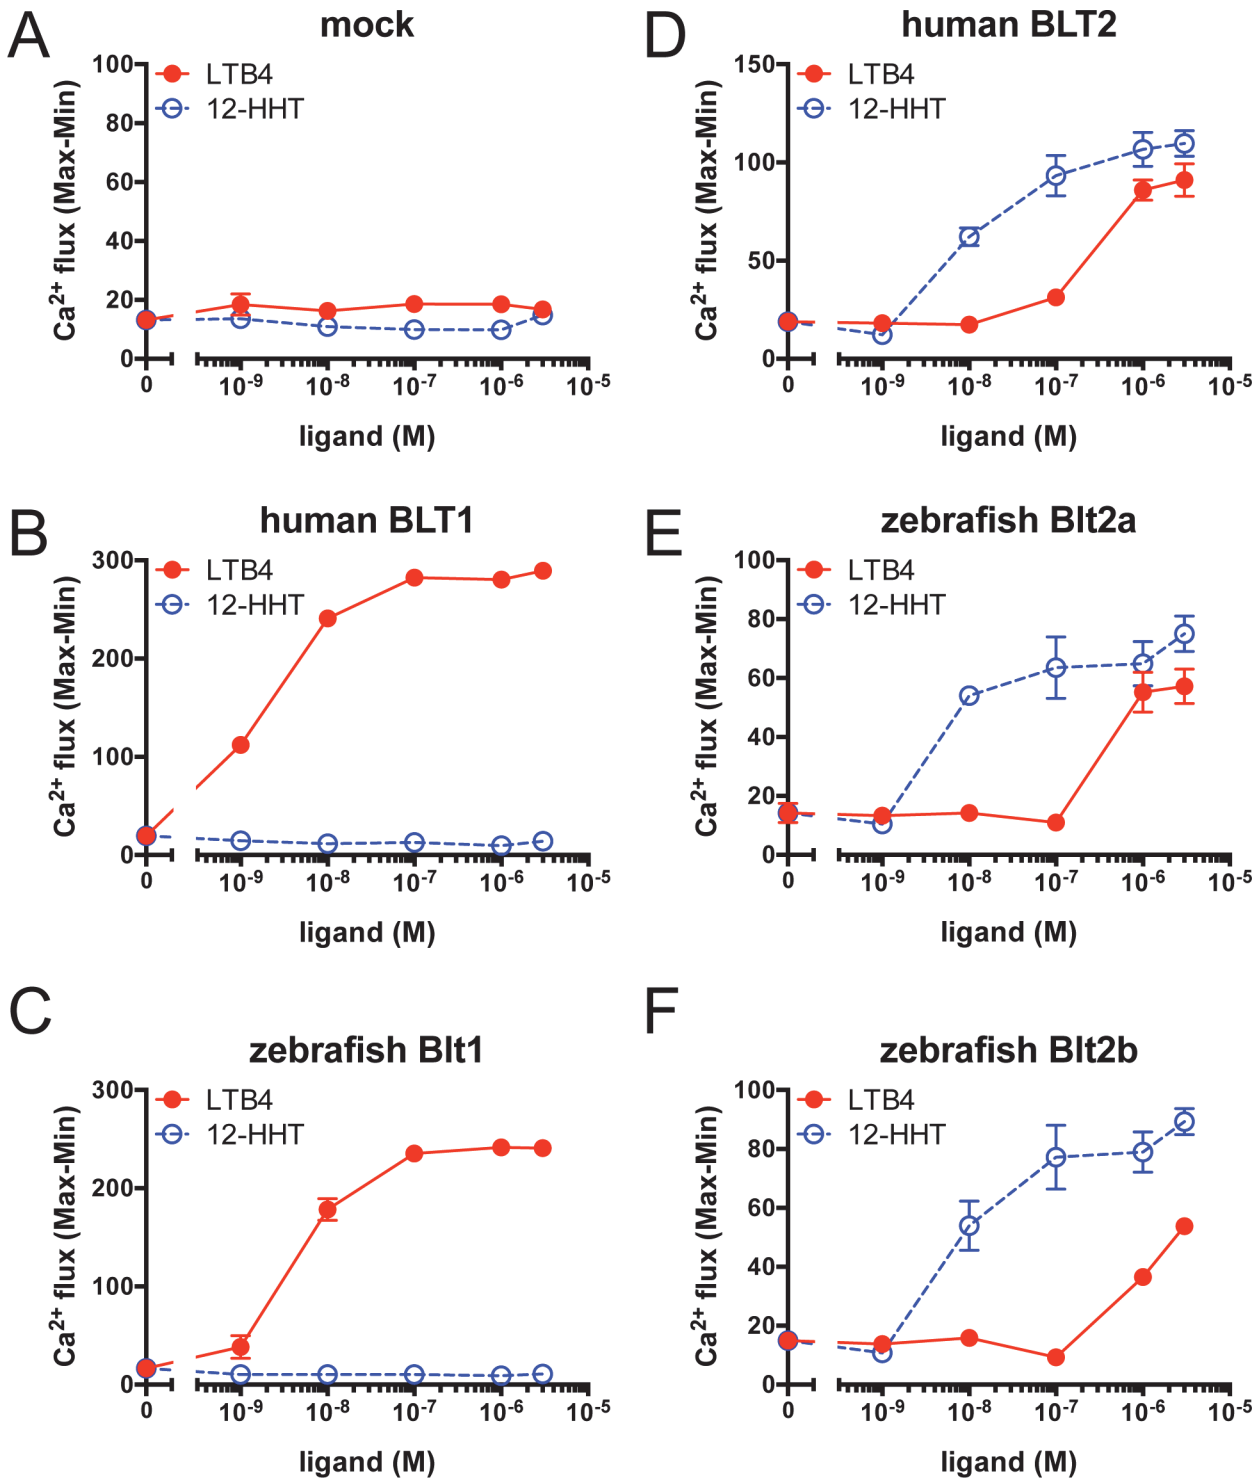 A
mock
LTB4
12-HHT
Ca2+ flux (Max-Min)
100
80
60
40
20
0
0
10-9
10-8
10-7
10-6
10-5
ligand (M)
B
human BLT1
LTB4
12-HHT
Ca2+ flux (Max-Min)
300
200
100
0
0
10-9
10-8
10-7
10-6
10-5
ligand (M)
C
zebrafish Blt1
LTB4
12-HHT
Ca2+ flux (Max-Min)
300
200
100
0
0
10-9
10-8
10-7
10-6
10-5
ligand (M)
D
human BLT2
LTB4
12-HHT
Ca2+ flux (Max-Min)
150
100
50
0
0
10-9
10-8
10-7
10-6
10-5
ligand (M)
E
zebrafish Blt2a
LTB4
12-HHT
Ca2+ flux (Max-Min)
100
80
60
40
20
0
0
10-9
10-8
10-7
10-6
10-5
ligand (M)
F
zebrafish Blt2b
LTB4
12-HHT
Ca2+ flux (Max-Min)
100
80
60
40
20
0
0
10-9
10-8
10-7
10-6
10-5
ligand (M)